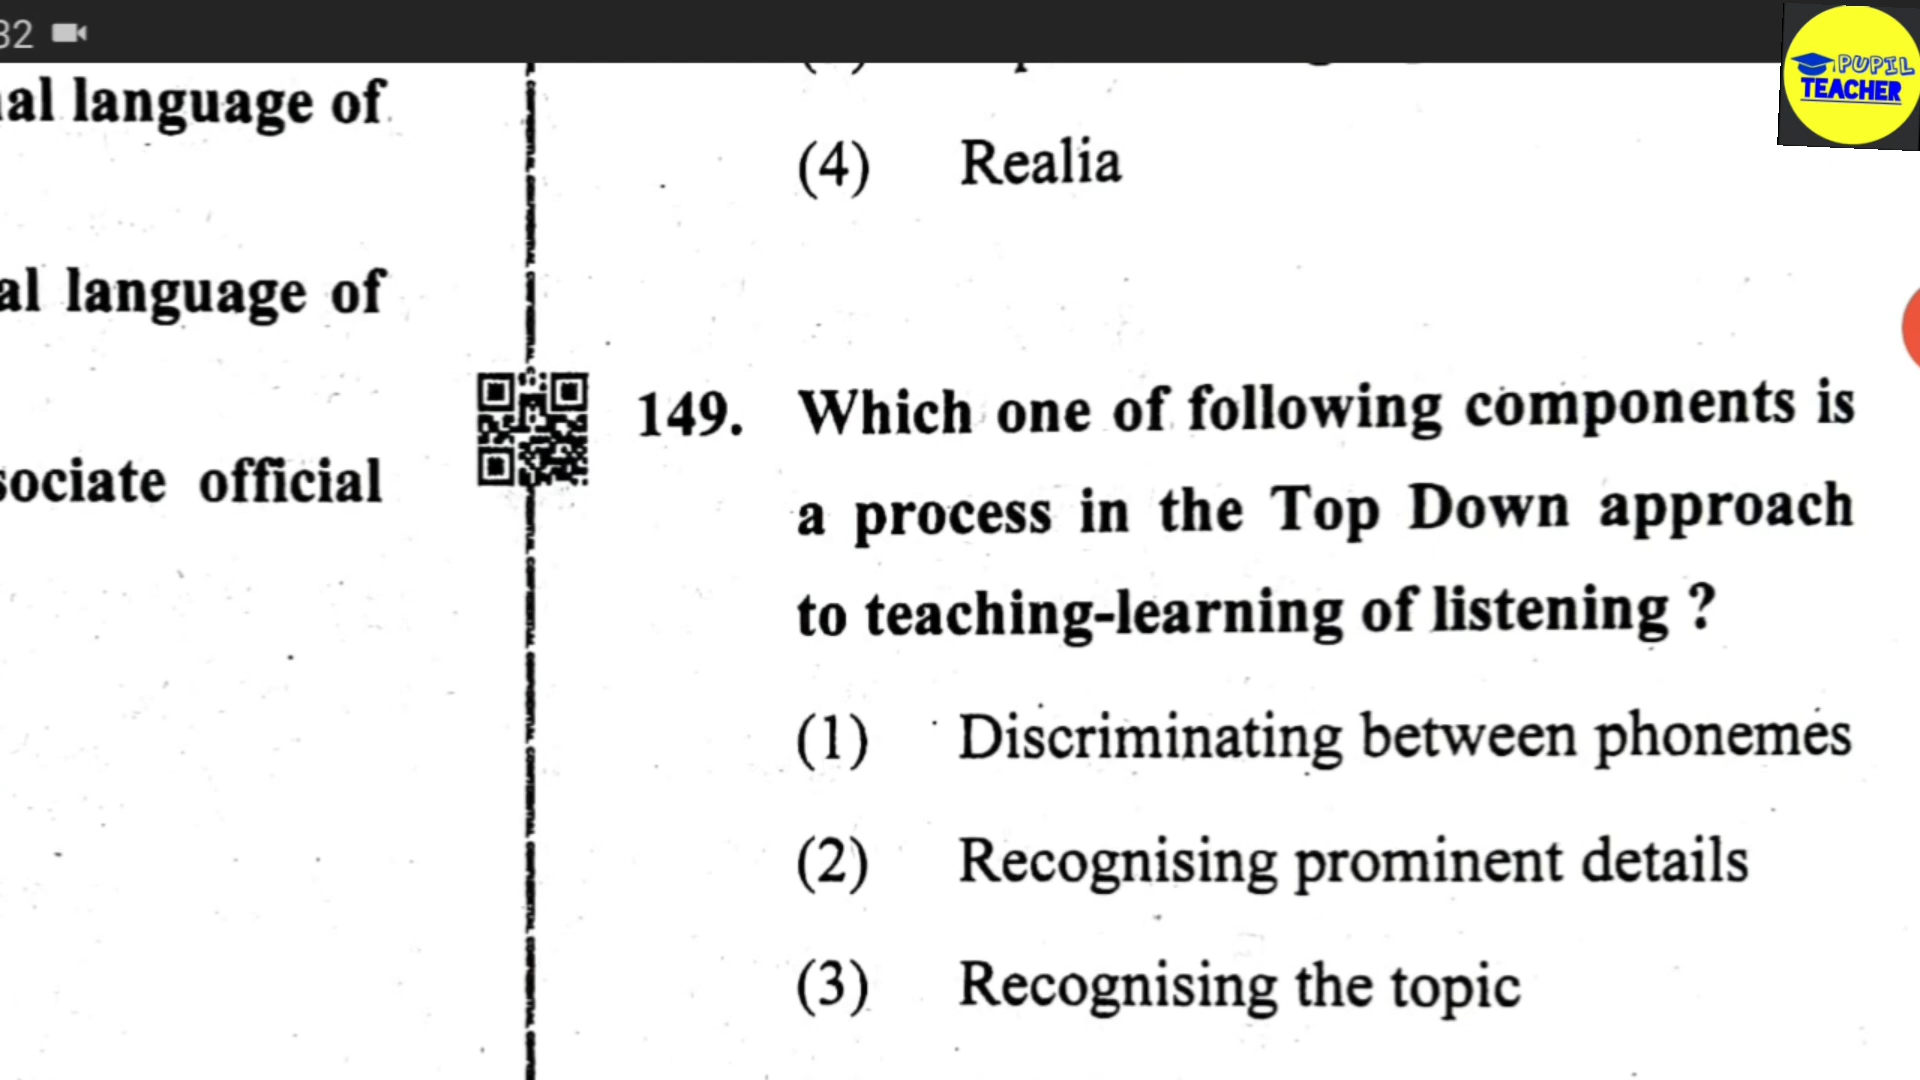 32
PUPIL
TEACHER
al language of
al language of
official
(4) Realia
149. Which one of following components is
a process in the Top Down approach
to teaching-learning of listening ?
(1) Discriminating between phonemes
(2) Recognising prominent details
(3) Recognising the topic